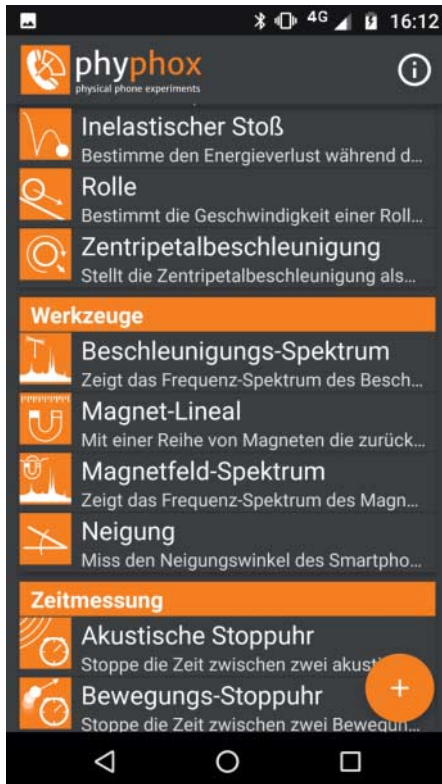 4G 16:12
phyphox
physical phone experiments
Inelastischer Stoß
Bestimme den Energieverlust während d...
Rolle
Bestimmt die Geschwindigkeit einer Roll...
Zentripetalbeschleunigung
Stellt die Zentripetalbeschleunigung als...
Werkzeuge
Beschleunigungs-Spektrum
Zeigt das Frequenz-Spektrum des Besch...
Magnet-Lineal
Mit einer Reihe von Magneten die zurück...
Magnetfeld-Spektrum
Zeigt das Frequenz-Spektrum des Magn...
Neigung
Miss den Neigungswinkel des Smartpho...
Zeitmessung
Akustische Stoppuhr
Stoppe die Zeit zwischen zwei
Bewegungs-Stoppuhr
Stoppe die Zeit zwischen zwei Bewegun...